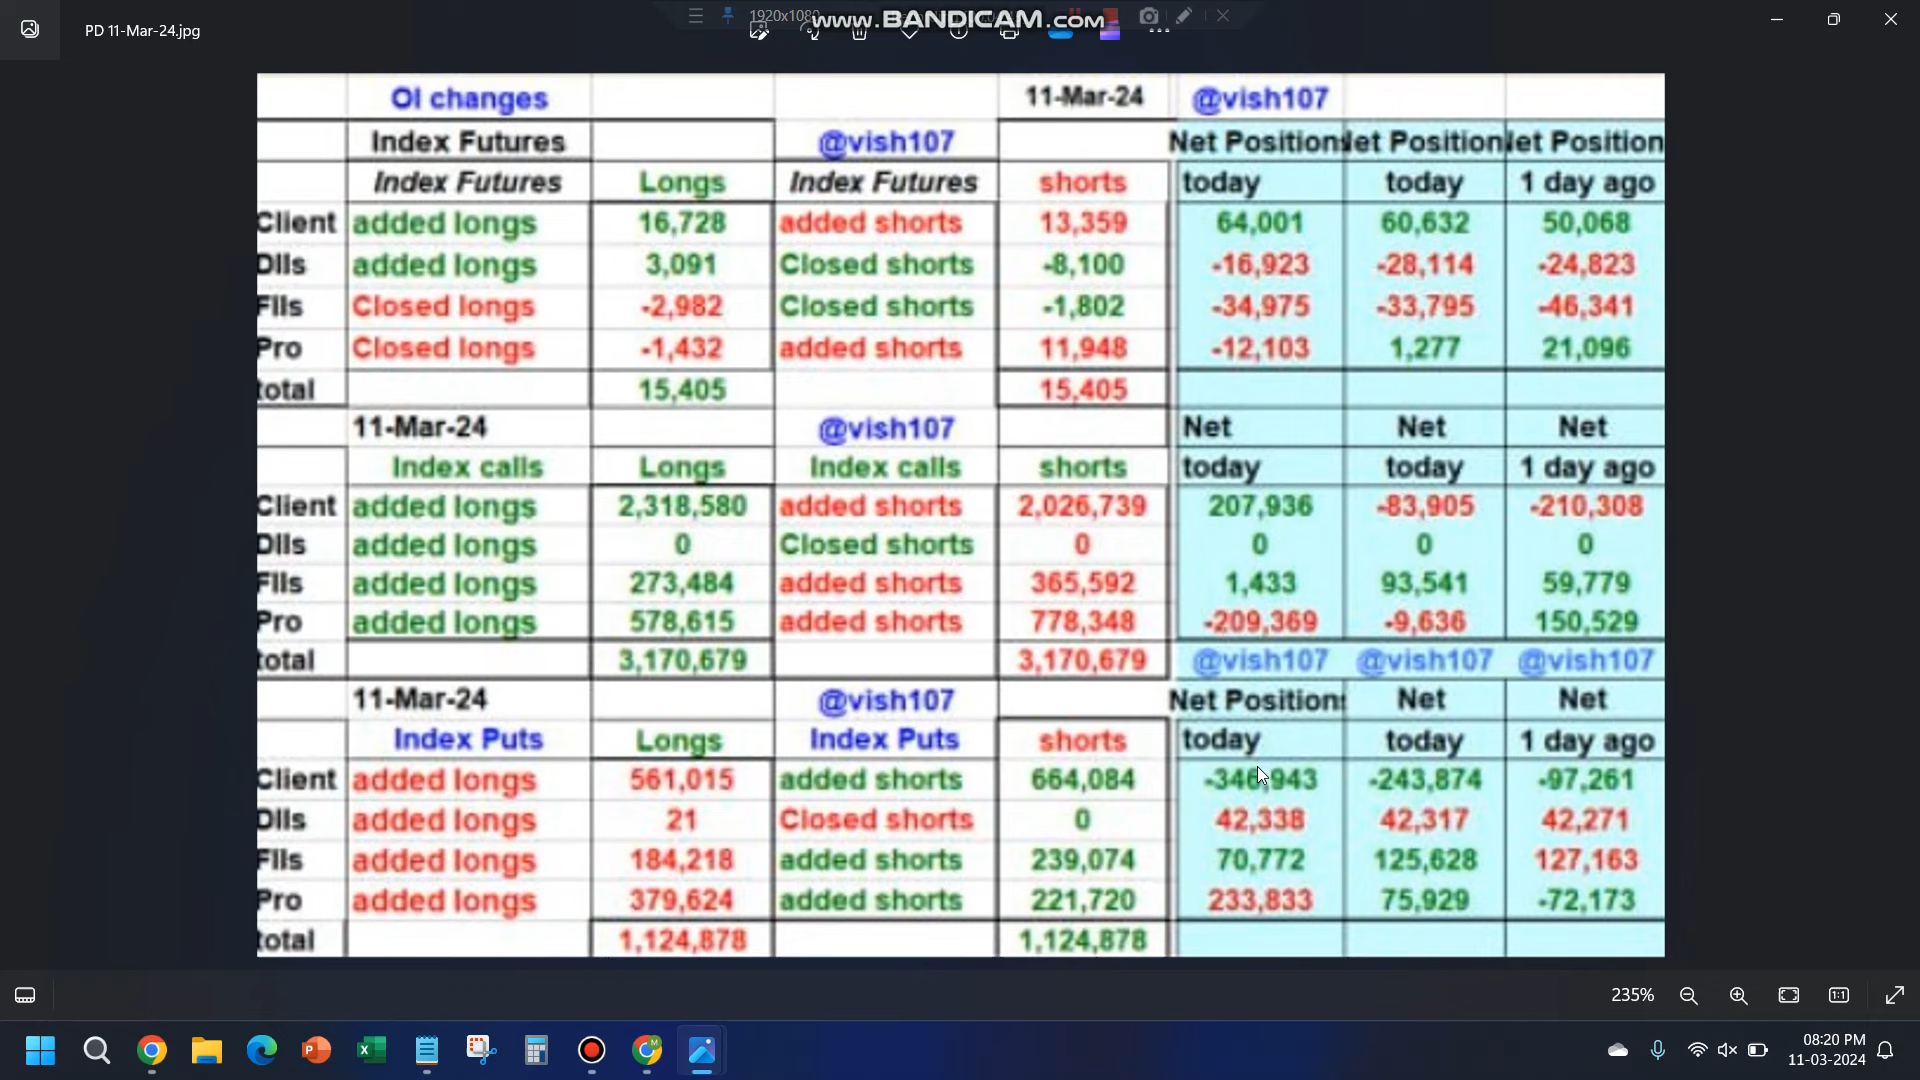 PD 11-Mar-24.jpg
1920x1080
www.BANDICAM.com
OI changes 11-Mar-24 @vish107
Index Futures @vish107 Net Positions Net Position Net Position
Index Futures Longs Index Futures shorts today today 1 day ago
Client added longs 16,728 added shorts 13,359 64,001 60,632 50,068
DIIs added longs 3,091 Closed shorts -8,100 -16,923 -28,114 -24,823
FIIs Closed longs -2,982 Closed shorts -1,802 -34,975 -33,795 -46,341
Pro Closed longs -1,432 added shorts 11,948 -12,103 1,277 21,096
total 15,405 15,405
11-Mar-24 @vish107 Net Net Net
Index calls Longs Index calls shorts today today 1 day ago
Client added longs 2,318,580 added shorts 2,026,739 207,936 -83,905 -210,308
DIIs added longs 0 Closed shorts 0 0 0 0
FIIs added longs 273,484 added shorts 365,592 1,433 93,541 59,779
Pro added longs 578,615 added shorts 778,348 -209,369 -9,636 150,529
total 3,170,679 3,170,679 @vish107 @vish107 @vish107
11-Mar-24 @vish107 Net Positions Net Net
Index Puts Longs Index Puts shorts today today 1 day ago
Client added longs 561,015 added shorts 664,084 -346,943 -243,874 -97,261
DIIs added longs 21 Closed shorts 0 42,338 42,317 42,271
FIIs added longs 184,218 added shorts 239,074 70,772 125,628 127,163
Pro added longs 379,624 added shorts 221,720 233,833 75,929 -72,173
total 1,124,878 1,124,878
235%
1:1
08:20 PM
11-03-2024